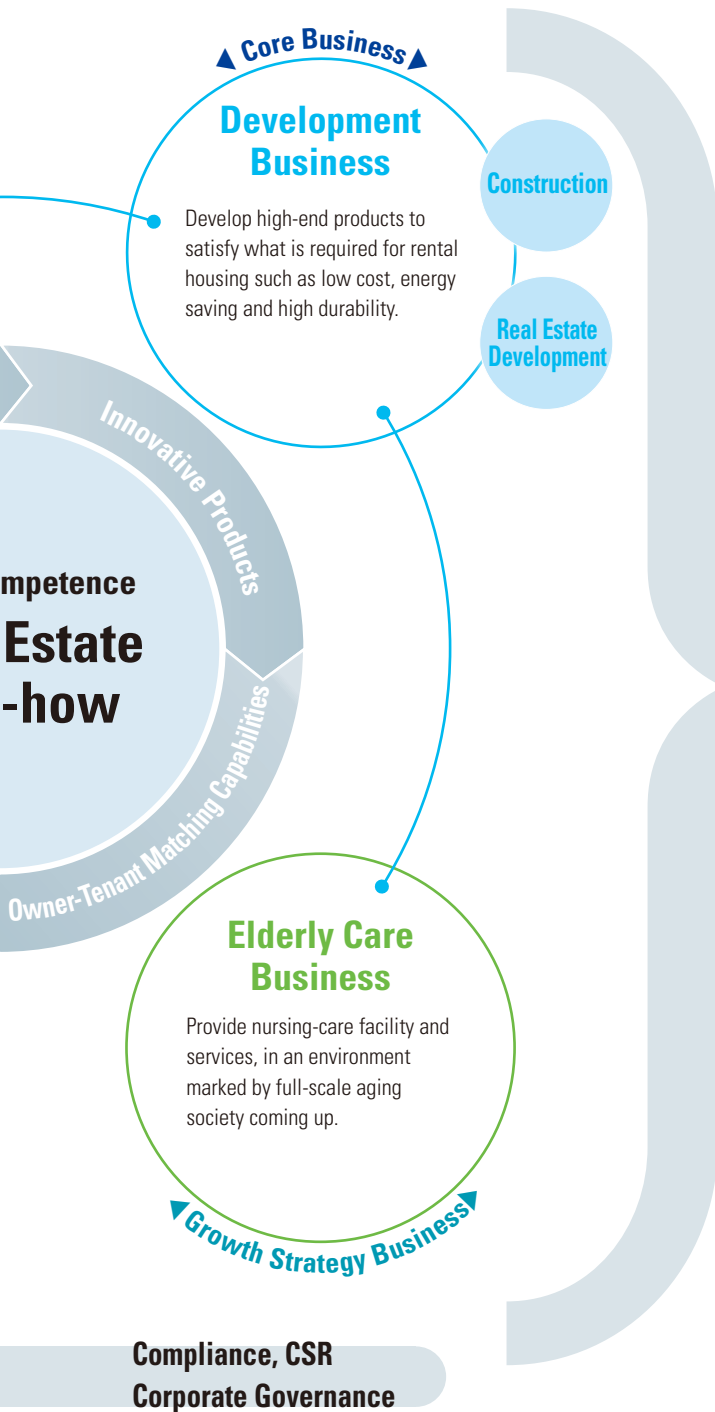 Core Business
Development
Business
Develop high-end products to
satisfy what is required for rental
housing such as low cost, energy
saving and high durability.
Construction
Real Estate
Development
Innovative Products
mpetence
Estate
-how
Owner-Tenant Matching Capabilities
Elderly Care
Business
Provide nursing-care facility and
services, in an environment
marked by full-scale aging
society coming up.
Growth Strategy Business
Compliance, CSR
Corporate Governance